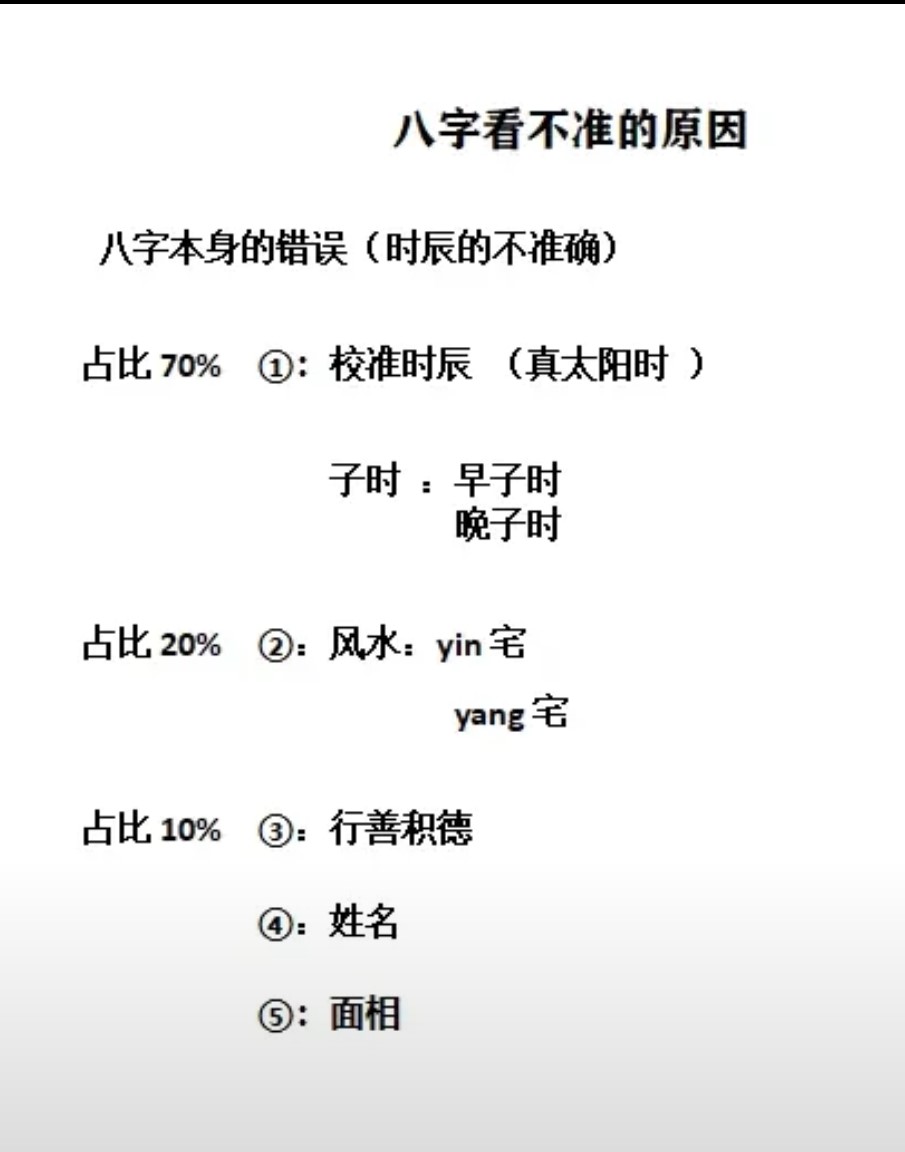 八字看不准的原因
八字本身的错误（时辰的不准确）
占比 70% ①：校准时辰 （真太阳时 ）
子时 ：早子时
晚子时
占比 20% ②：风水：yin 宅
yang 宅
占比 10% ③：行善积德
④：姓名
⑤：面相